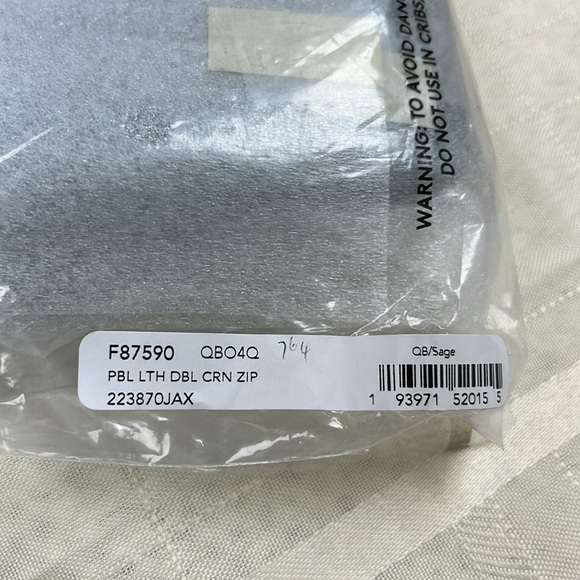 WARNING: TO AVOID DAN
DO NOT USE IN CRIBS,
F87590 QBO4Q 764 QB/Sage
PBL LTH DBL CRN ZIP
223870JAX
1 93971 52015 5